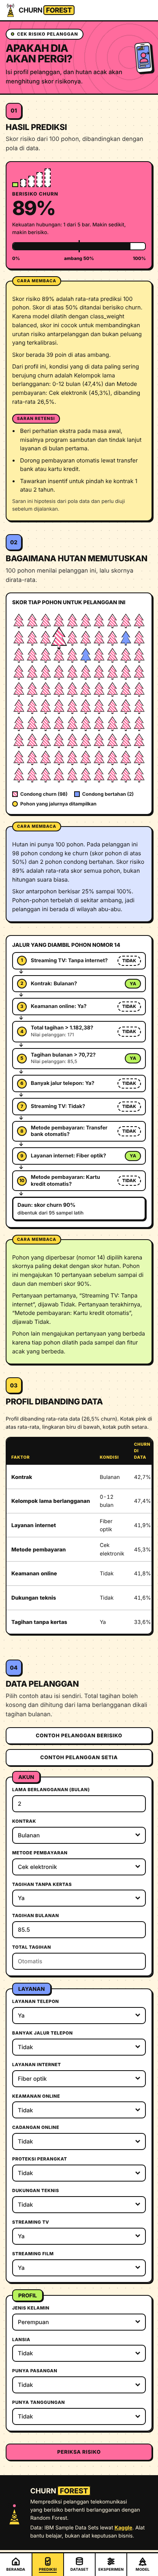 CHURN FOREST
CEK RISIKO PELANGGAN
APAKAH DIA
AKAN PERGI?
Isi profil pelanggan, dan hutan acak akan
menghitung skor risikonya.
01
HASIL PREDIKSI
Skor risiko dari 100 pohon, dibandingkan dengan
pola di data.
BERISIKO CHURN
89%
Kekuatan hubungan: 1 dari 5 bar. Makin sedikit,
makin berisiko.
0% ambang 50% 100%
CARA MEMBACA
Skor risiko 89% adalah rata-rata prediksi 100
pohon. Skor di atas 50% ditandai berisiko churn.
Karena model dilatih dengan class_weight
balanced, skor ini cocok untuk membandingkan
urutan risiko antarpelanggan dan bukan peluang
yang terkalibrasi.
Skor berada 39 poin di atas ambang.
Dari profil ini, kondisi yang di data paling sering
berujung churn adalah Kelompok lama
berlangganan: 0-12 bulan (47,4%) dan Metode
pembayaran: Cek elektronik (45,3%), dibanding
rata-rata 26,5%.
SARAN RETENSI
• Beri perhatian ekstra pada masa awal,
misalnya program sambutan dan tindak lanjut
layanan di bulan pertama.
• Dorong pembayaran otomatis lewat transfer
bank atau kartu kredit.
• Tawarkan insentif untuk pindah ke kontrak 1
atau 2 tahun.
Saran ini hipotesis dari pola data dan perlu diuji
sebelum dijalankan.
02
BAGAIMANA HUTAN MEMUTUSKAN
100 pohon menilai pelanggan ini, lalu skornya
dirata-rata.
SKOR TIAP POHON UNTUK PELANGGAN INI
Condong churn (98) Condong bertahan (2)
Pohon yang jalurnya ditampilkan
CARA MEMBACA
Hutan ini punya 100 pohon. Pada pelanggan ini
98 pohon condong ke churn (skor pohon di atas
50%) dan 2 pohon condong bertahan. Skor risiko
89% adalah rata-rata skor semua pohon, bukan
hitungan suara biasa.
Skor antarpohon berkisar 25% sampai 100%.
Pohon-pohon terbelah di sekitar ambang, jadi
pelanggan ini berada di wilayah abu-abu.
JALUR YANG DIAMBIL POHON NOMOR 14
1 Streaming TV: Tanpa internet? TIDAK
2 Kontrak: Bulanan? YA
3 Keamanan online: Ya? TIDAK
4 Total tagihan > 1.182,38? TIDAK
Nilai pelanggan: 171
5 Tagihan bulanan > 70,72? YA
Nilai pelanggan: 85,5
6 Banyak jalur telepon: Ya? TIDAK
7 Streaming TV: Tidak? TIDAK
8 Metode pembayaran: Transfer
bank otomatis? TIDAK
9 Layanan internet: Fiber optic? YA
10 Metode pembayaran: Kartu
kredit otomatis? TIDAK
Daun: skor churn 90%
dibentuk dari 95 sampel latih
CARA MEMBACA
Pohon yang diperbesar (nomor 14) dipilih karena
skornya paling dekat dengan skor hutan. Pohon
ini mengajukan 10 pertanyaan sebelum sampai di
daun dan memberi skor 90%.
Pertanyaan pertamanya, "Streaming TV: Tanpa
internet", dijawab Tidak. Pertanyaan terakhirnya,
"Metode pembayaran: Kartu kredit otomatis",
dijawab Tidak.
Pohon lain mengajukan pertanyaan yang berbeda
karena tiap pohon dilatih pada sampel dan fitur
acak yang berbeda.
03
PROFIL DIBANDING DATA
Profil dibanding rata-rata data (26,5% churn). Kotak pink di
atas rata-rata, lingkaran biru di bawah, kotak putih setara.
FAKTOR KONDISI CHURN DI DATA
Kontrak Bulanan 42,7%
Kelompok lama berlangganan 0-12 bulan 47,4%
Layanan internet Fiber optik 41,9%
Metode pembayaran Cek elektronik 45,3%
Keamanan online Tidak 41,8%
Dukungan teknis Tidak 41,6%
Tagihan tanpa kertas Ya 33,6%
04
DATA PELANGGAN
Pilih contoh atau isi sendiri. Total tagihan boleh
kosong dan dihitung dari lama berlangganan dikali
tagihan bulanan.
CONTOH PELANGGAN BERISIKO
CONTOH PELANGGAN SETIA
AKUN
LAMA BERLANGGANAN (BULAN)
2
KONTRAK
Bulanan
METODE PEMBAYARAN
Cek elektronik
TAGIHAN TANPA KERTAS
Ya
TAGIHAN BULANAN
85.5
TOTAL TAGIHAN
Otomatis
LAYANAN
LAYANAN TELEPON
Ya
BANYAK JALUR TELEPON
Tidak
LAYANAN INTERNET
Fiber optik
KEAMANAN ONLINE
Tidak
CADANGAN ONLINE
Tidak
PROTEKSI PERANGKAT
Tidak
DUKUNGAN TEKNIS
Tidak
STREAMING TV
Ya
STREAMING FILM
Ya
PROFIL
JENIS KELAMIN
Perempuan
LANSIA
Tidak
PUNYA PASANGAN
Tidak
PUNYA TANGGUNGAN
Tidak
PERIKSA RISIKO
CHURN FOREST
Memprediksi pelanggan telekomunikasi
yang berisiko berhenti berlangganan dengan
Random Forest.
Data: IBM Sample Data Sets lewat Kaggle. Alat
bantu belajar, bukan alat keputusan bisnis.
BERANDA PREDIKSI DATASET EKSPERIMEN MODEL